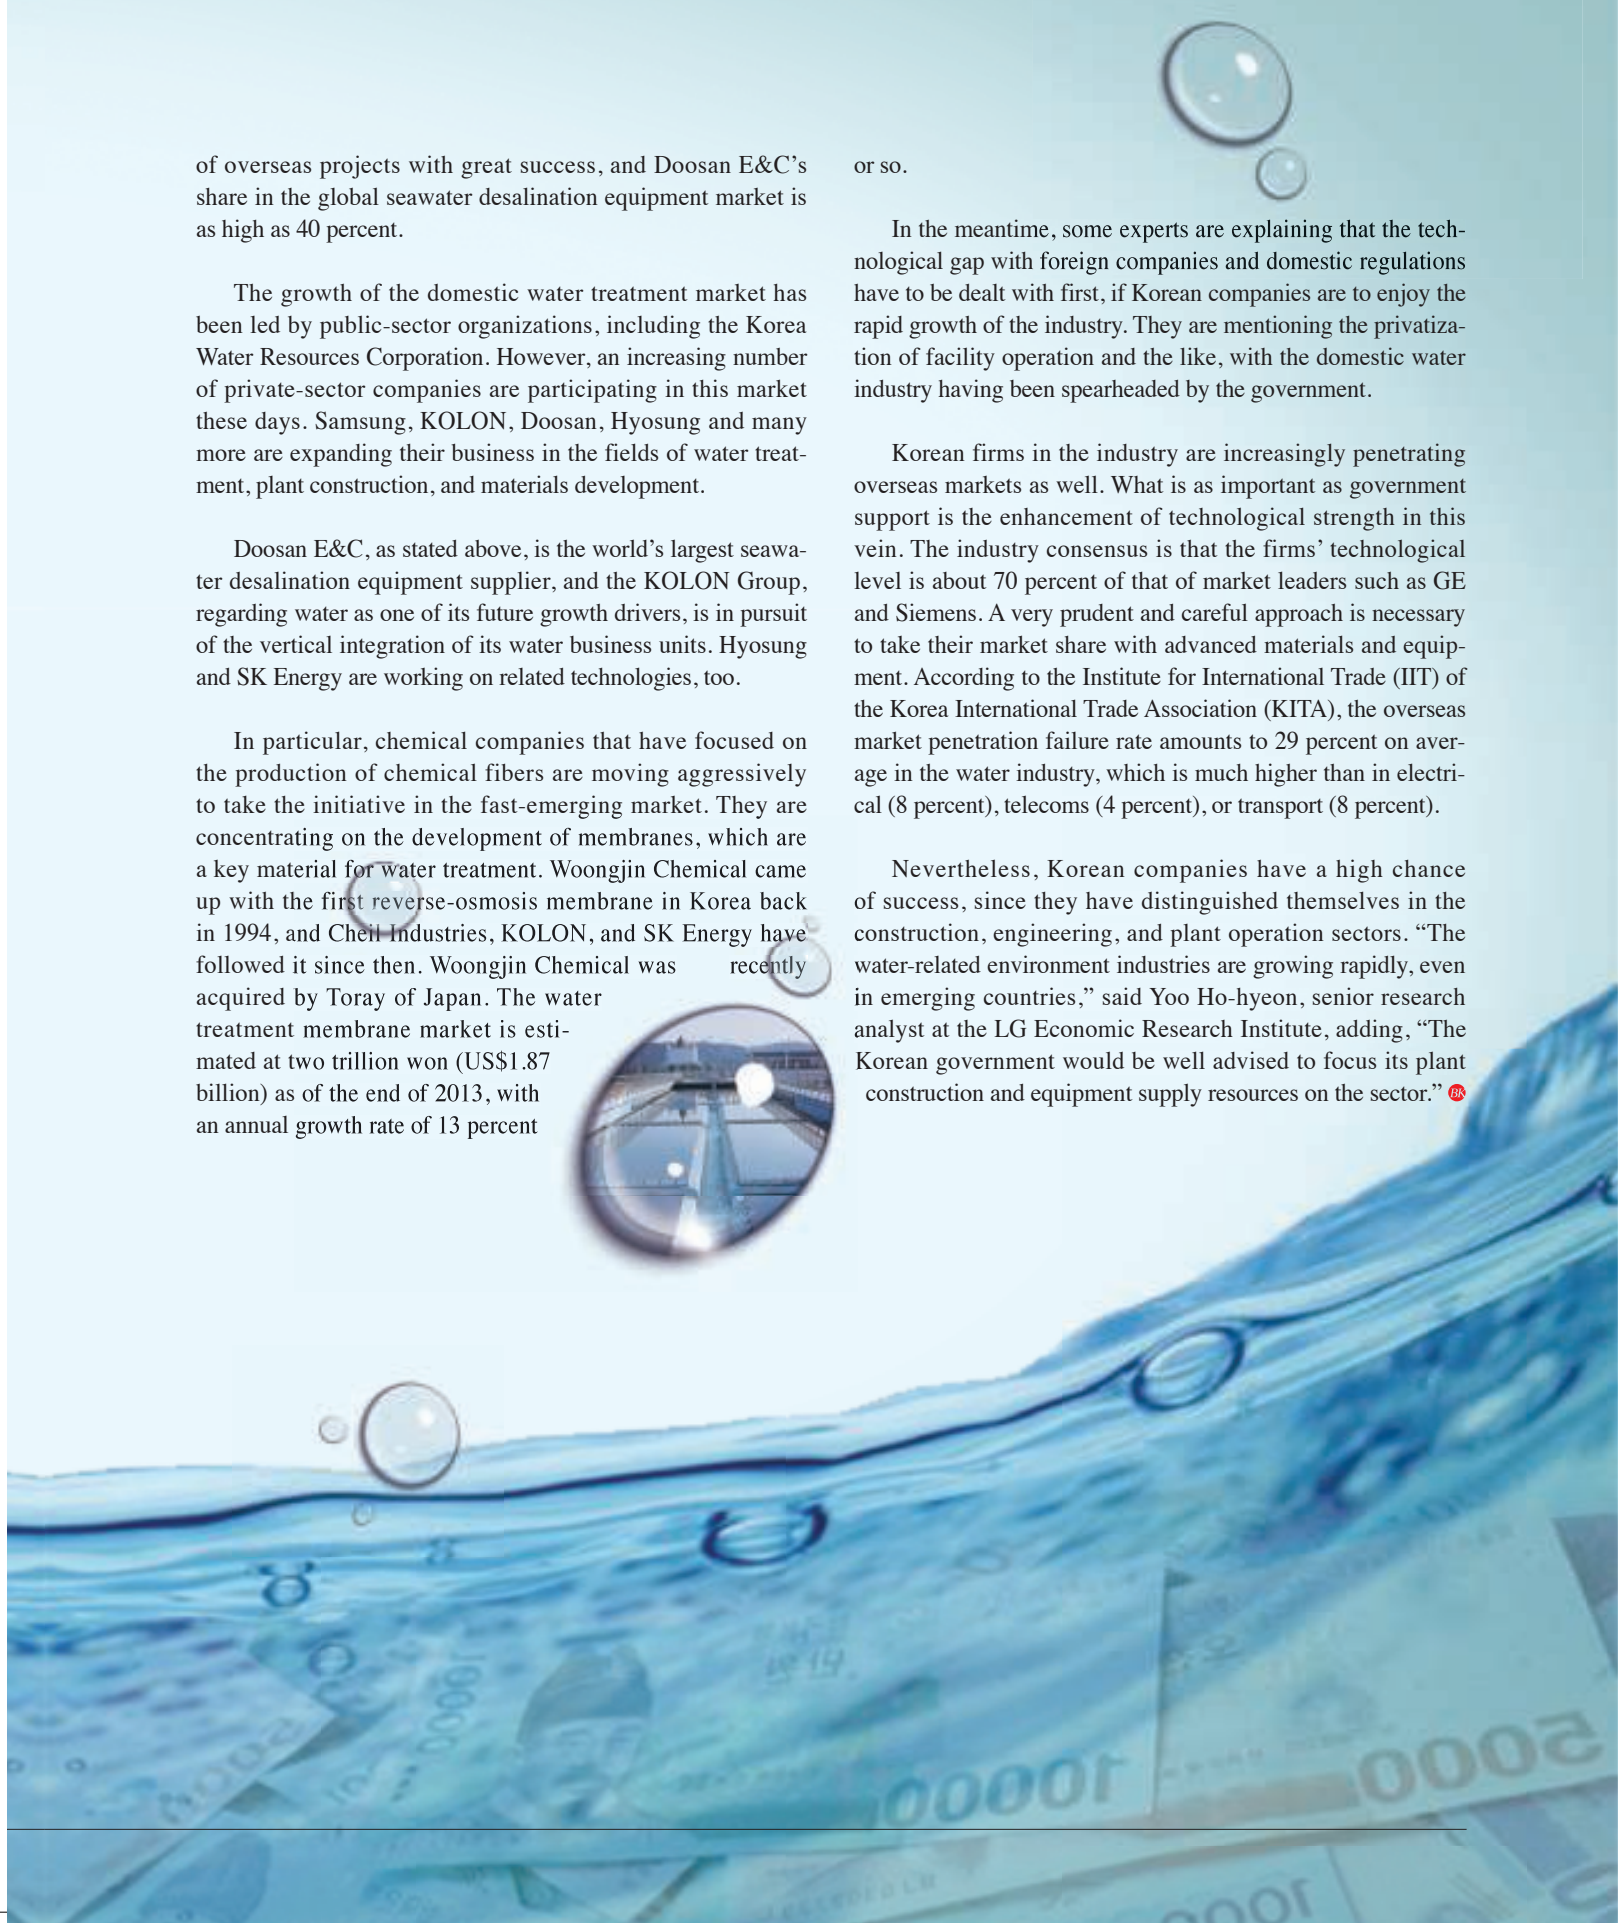 of overseas projects with great success, and Doosan E&C’s
share in the global seawater desalination equipment market is
as high as 40 percent.
The growth of the domestic water treatment market has
been led by public-sector organizations, including the Korea
Water Resources Corporation. However, an increasing number
of private-sector companies are participating in this market
these days. Samsung, KOLON, Doosan, Hyosung and many
more are expanding their business in the fields of water treat-
ment, plant construction, and materials development.
Doosan E&C, as stated above, is the world’s largest seawa-
ter desalination equipment supplier, and the KOLON Group,
regarding water as one of its future growth drivers, is in pursuit
of the vertical integration of its water business units. Hyosung
and SK Energy are working on related technologies, too.
In particular, chemical companies that have focused on
the production of chemical fibers are moving aggressively
to take the initiative in the fast-emerging market. They are
concentrating on the development of membranes, which are
a key material for water treatment. Woongjin Chemical came
up with the first reverse-osmosis membrane in Korea back
in 1994, and Cheil Industries, KOLON, and SK Energy have
followed it since then. Woongjin Chemical was recently
acquired by Toray of Japan. The water
treatment membrane market is esti-
mated at two trillion won (US$1.87
billion) as of the end of 2013, with
an annual growth rate of 13 percent
or so.
In the meantime, some experts are explaining that the tech-
nological gap with foreign companies and domestic regulations
have to be dealt with first, if Korean companies are to enjoy the
rapid growth of the industry. They are mentioning the privatiza-
tion of facility operation and the like, with the domestic water
industry having been spearheaded by the government.
Korean firms in the industry are increasingly penetrating
overseas markets as well. What is as important as government
support is the enhancement of technological strength in this
vein. The industry consensus is that the firms’ technological
level is about 70 percent of that of market leaders such as GE
and Siemens. A very prudent and careful approach is necessary
to take their market share with advanced materials and equip-
ment. According to the Institute for International Trade (IIT) of
the Korea International Trade Association (KITA), the overseas
market penetration failure rate amounts to 29 percent on aver-
age in the water industry, which is much higher than in electri-
cal (8 percent), telecoms (4 percent), or transport (8 percent).
Nevertheless, Korean companies have a high chance
of success, since they have distinguished themselves in the
construction, engineering, and plant operation sectors. “The
water-related environment industries are growing rapidly, even
in emerging countries,” said Yoo Ho-hyeon, senior research
analyst at the LG Economic Research Institute, adding, “The
Korean government would be well advised to focus its plant
construction and equipment supply resources on the sector.” BK
10000
10000
5000